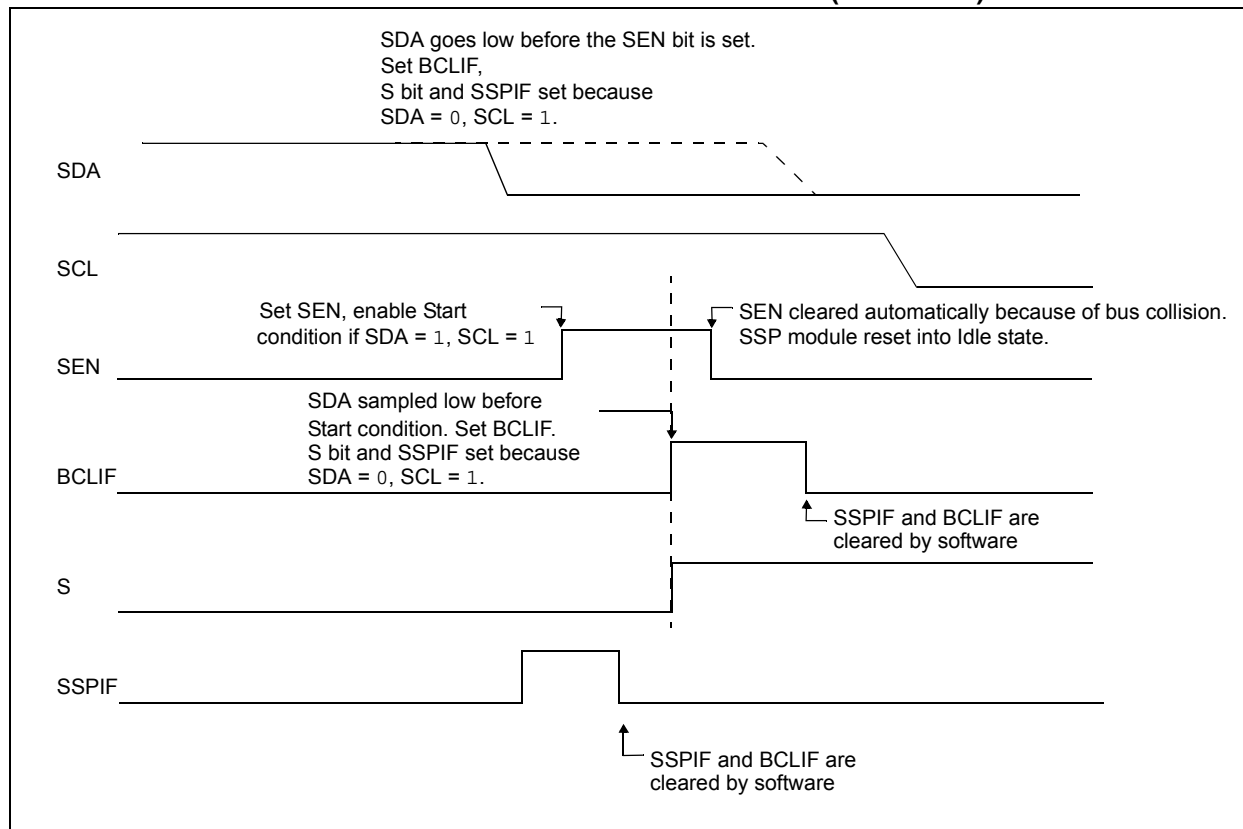 SDA goes low before the SEN bit is set.
Set BCLIF,
S bit and SSPIF set because
SDA = 0, SCL = 1.
SDA
SCL
Set SEN, enable Start
condition if SDA = 1, SCL = 1
SEN cleared automatically because of bus collision.
SSP module reset into Idle state.
SEN
SDA sampled low before
Start condition. Set BCLIF.
S bit and SSPIF set because
SDA = 0, SCL = 1.
BCLIF
SSPIF and BCLIF are
cleared by software
S
SSPIF
SSPIF and BCLIF are
cleared by software